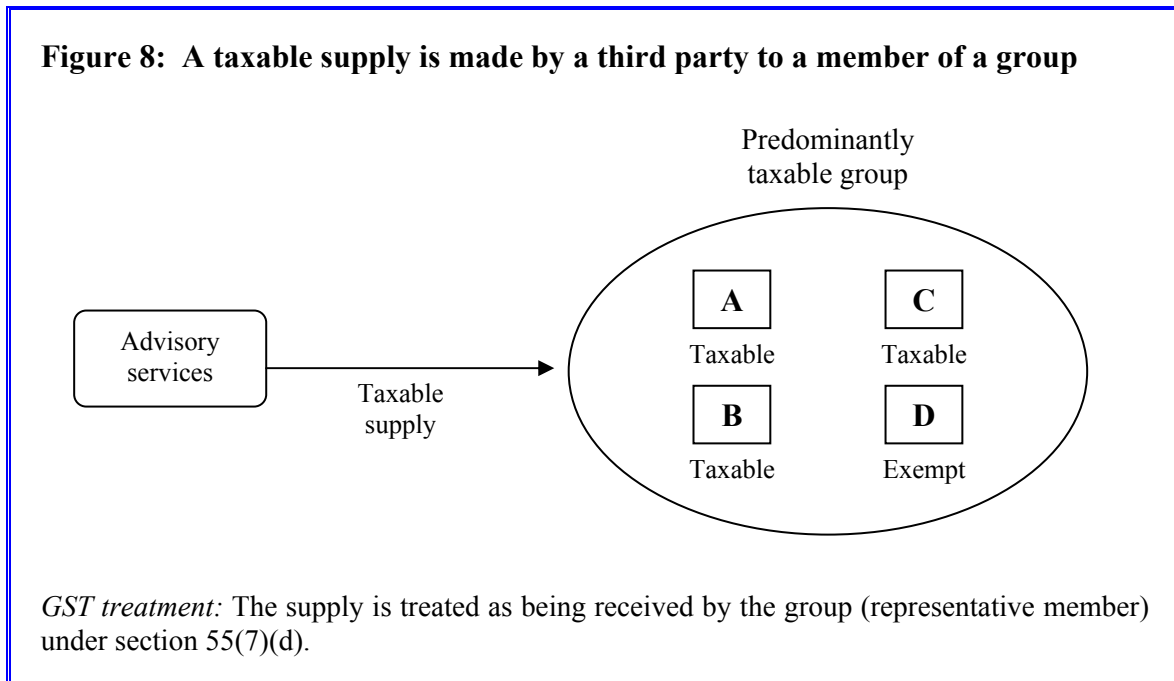 Figure 8: A taxable supply is made by a third party to a member of a group
Predominantly
taxable group
Advisory
services
Taxable
supply
A
C
Taxable
Taxable
B
D
Taxable
Exempt
GST treatment: The supply is treated as being received by the group (representative member)
under section 55(7)(d).